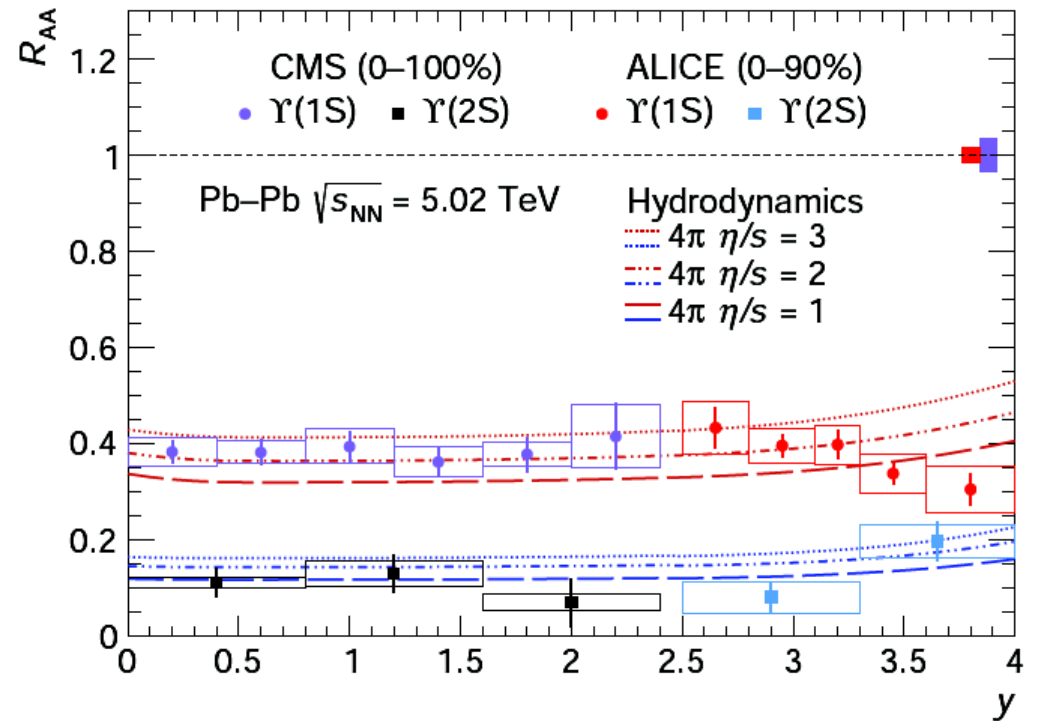 R_AA
1.2
1
0.8
0.6
0.4
0.2
0
CMS (0–100%) ALICE (0–90%)
ϒ(1S) ϒ(2S) ϒ(1S) ϒ(2S)
Pb–Pb √s_NN = 5.02 TeV
Hydrodynamics
4π η/s = 3
4π η/s = 2
4π η/s = 1
0 0.5 1 1.5 2 2.5 3 3.5 4
y